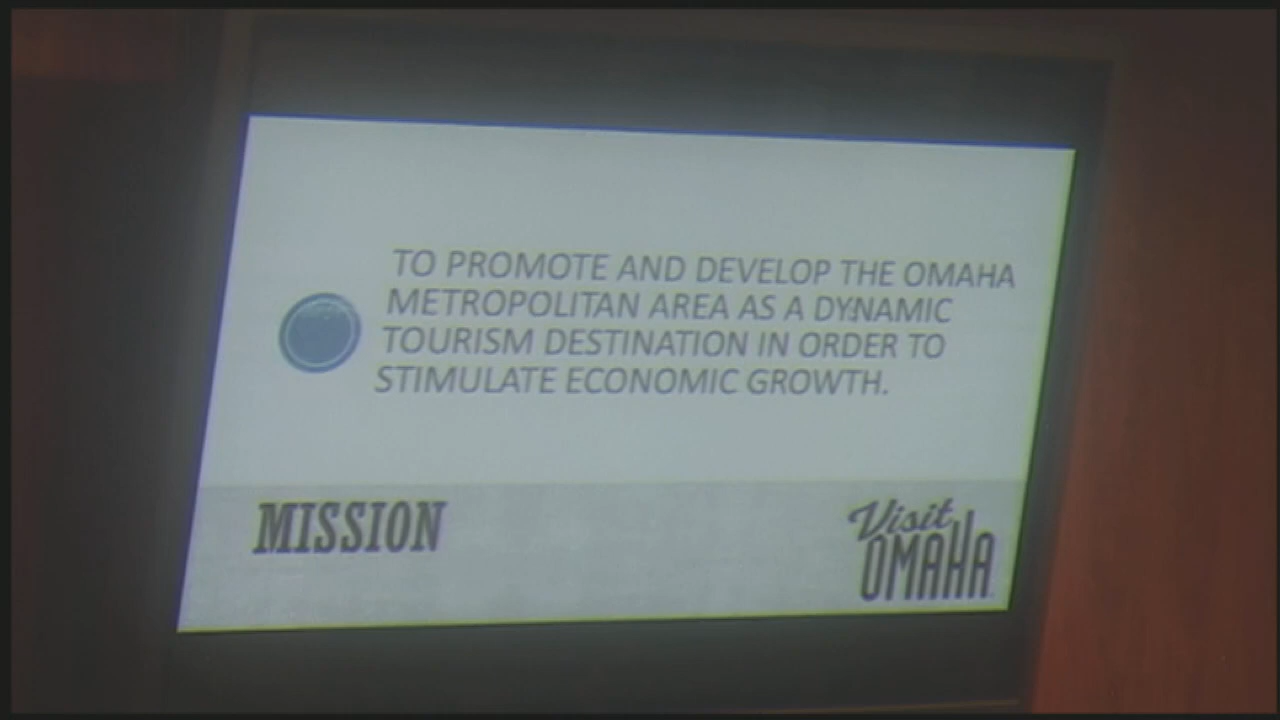 TO PROMOTE AND DEVELOP THE OMAHA
METROPOLITAN AREA AS A DYNAMIC
TOURISM DESTINATION IN ORDER TO
STIMULATE ECONOMIC GROWTH.
MISSION
Visit
OMAHA